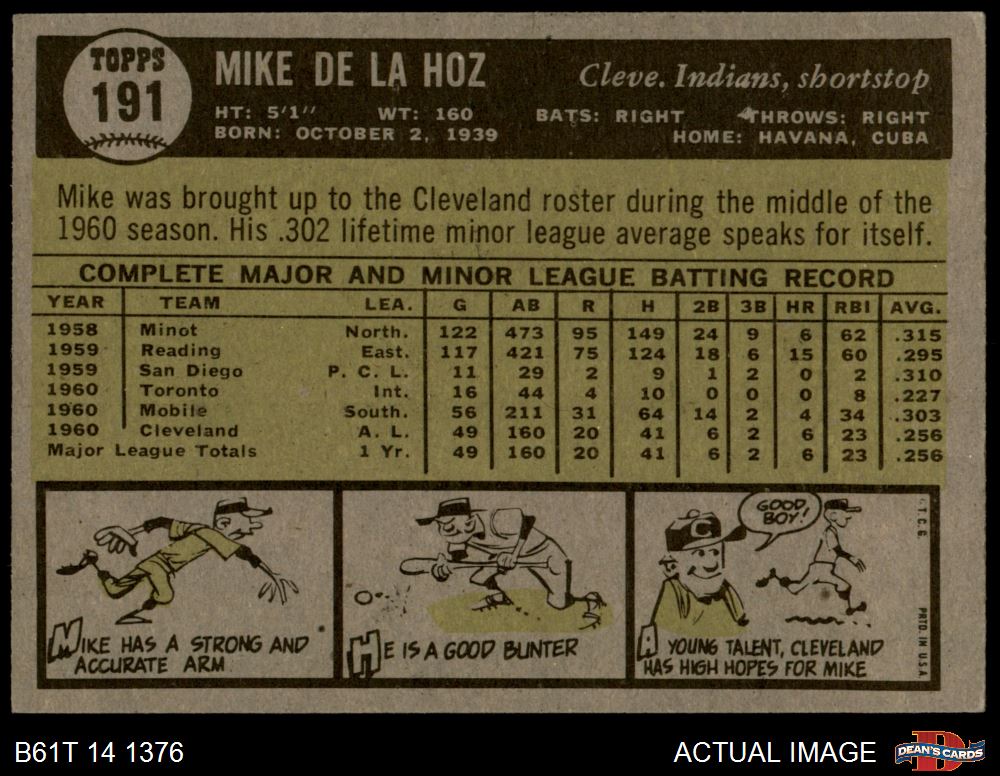 TOPPS
191
MIKE DE LA HOZ
Cleve. Indians, shortstop
HT: 5'1" WT: 160 BATS: RIGHT THROWS: RIGHT
BORN: OCTOBER 2, 1939 HOME: HAVANA, CUBA
Mike was brought up to the Cleveland roster during the middle of the
1960 season. His .302 lifetime minor league average speaks for itself.
COMPLETE MAJOR AND MINOR LEAGUE BATTING RECORD
YEAR TEAM LEA. G AB R H 2B 3B HR RBI AVG.
1958 Minot North. 122 473 95 149 24 9 6 62 .315
1959 Reading East. 117 421 75 124 18 6 15 60 .295
1959 San Diego P. C. L. 11 29 2 9 1 2 0 2 .310
1960 Toronto Int. 16 44 4 10 0 0 0 8 .227
1960 Mobile South. 56 211 31 64 14 2 4 34 .303
1960 Cleveland A. L. 49 160 20 41 6 2 6 23 .256
Major League Totals 1 Yr. 49 160 20 41 6 2 6 23 .256
MIKE HAS A STRONG AND
ACCURATE ARM
HE IS A GOOD BUNTER
C
GOOD
BOY!
A YOUNG TALENT, CLEVELAND
HAS HIGH HOPES FOR MIKE
T.C.G.
PRTD IN U.S.A.
B61T 14 1376
ACTUAL IMAGE
D
DEAN'S CARDS